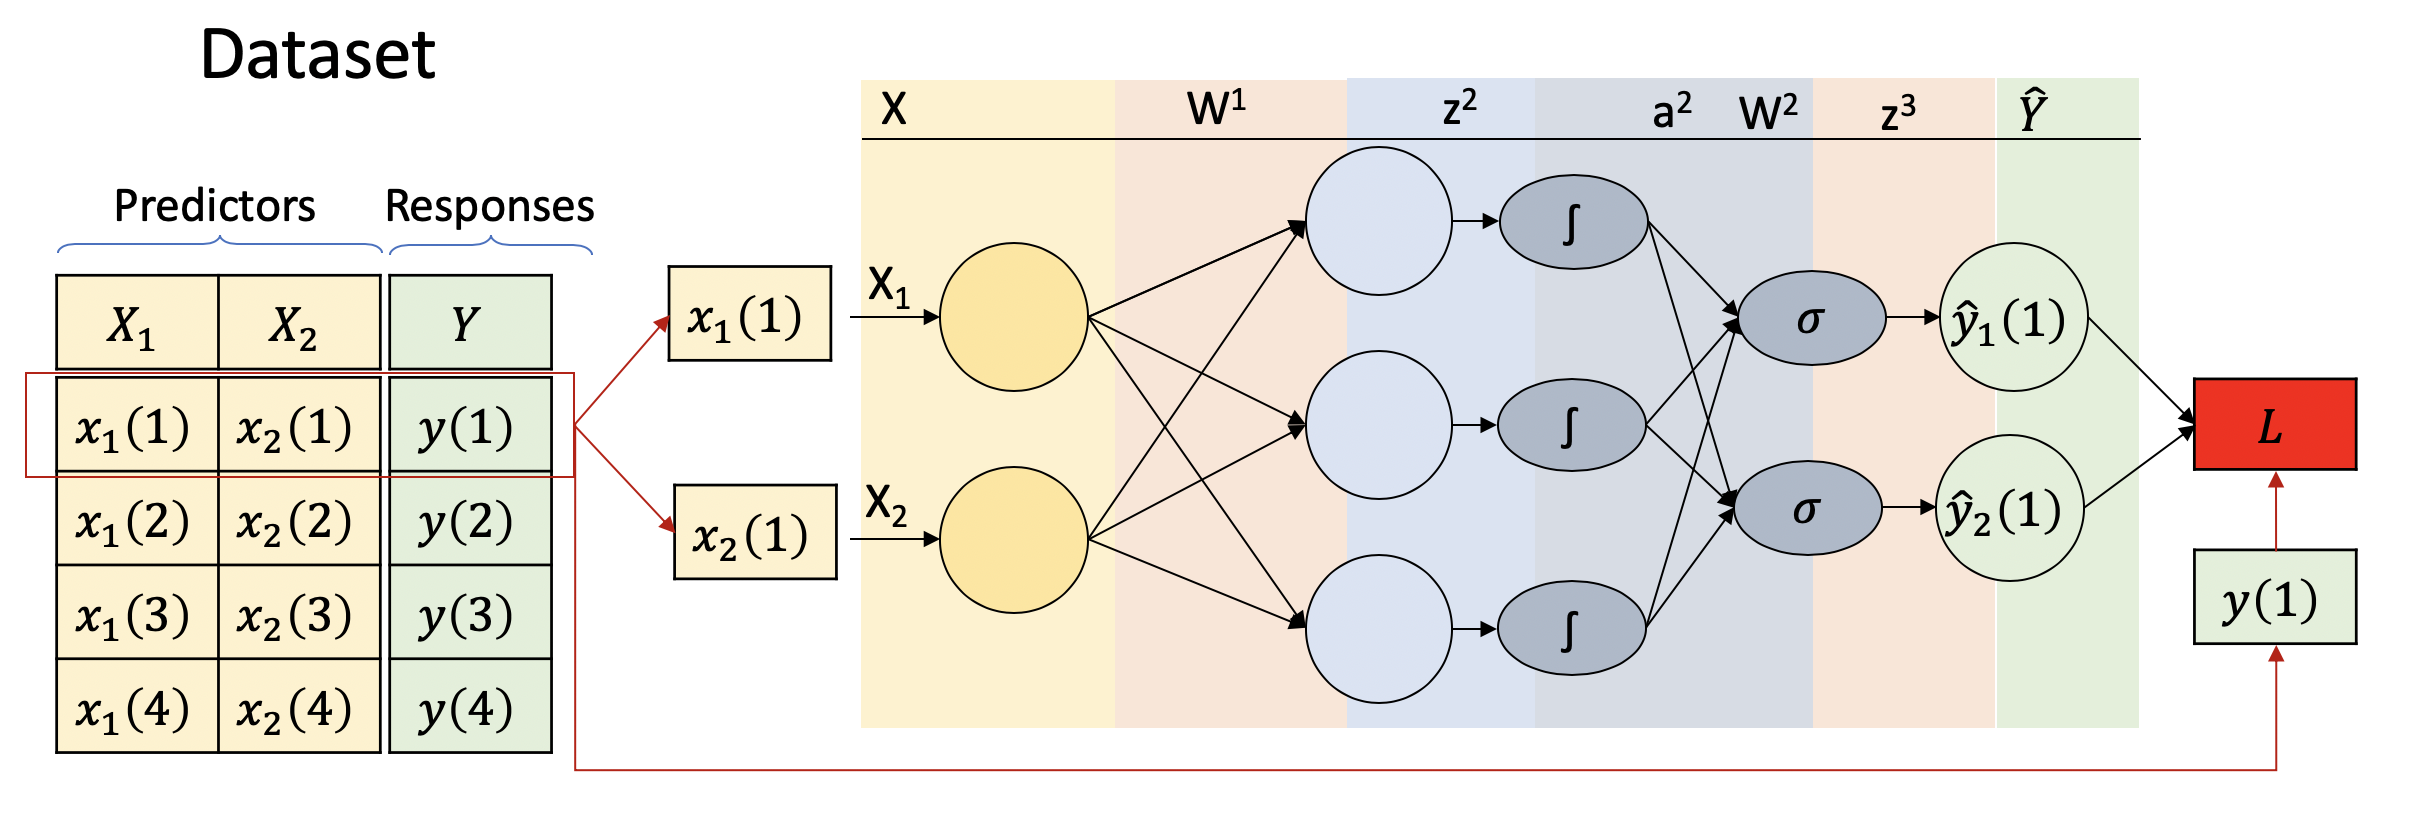 Dataset
X W¹ z² a² W² z³ Ŷ
Predictors Responses
X₁ X₂ Y
x₁(1) x₂(1) y(1)
x₁(2) x₂(2) y(2)
x₁(3) x₂(3) y(3)
x₁(4) x₂(4) y(4)
x₁(1)
x₂(1)
X₁
X₂
∫
∫
∫
σ
σ
ŷ₁(1)
ŷ₂(1)
L
y(1)